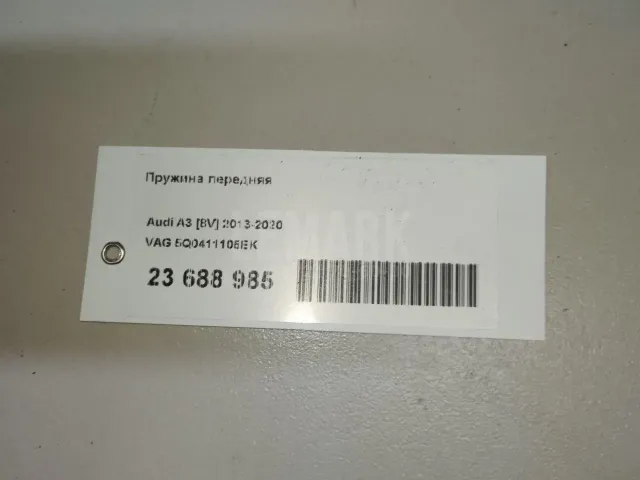 Пружина передняя
Audi A3 [8V] 2013-2020
VAG 5Q0411105EK
23 688 985